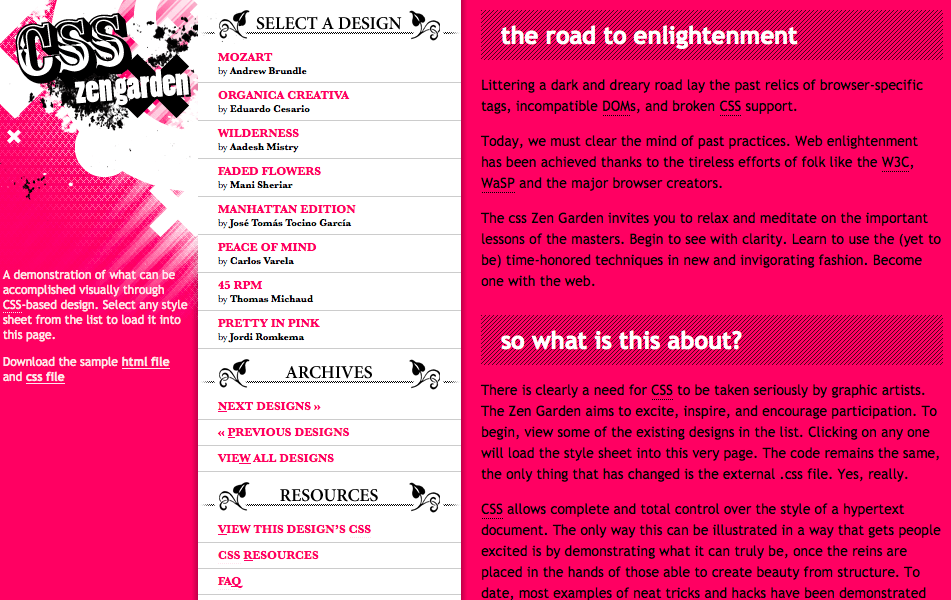 CSS
zengarden
A demonstration of what can be
accomplished visually through
CSS-based design. Select any style
sheet from the list to load it into
this page.
Download the sample html file
and css file
SELECT A DESIGN
MOZART
by Andrew Brundle
ORGANICA CREATIVA
by Eduardo Cesario
WILDERNESS
by Aadesh Mistry
FADED FLOWERS
by Mani Sheriar
MANHATTAN EDITION
by José Tomás Tocino García
PEACE OF MIND
by Carlos Varela
45 RPM
by Thomas Michaud
PRETTY IN PINK
by Jordi Romkema
ARCHIVES
NEXT DESIGNS »
« PREVIOUS DESIGNS
VIEW ALL DESIGNS
RESOURCES
VIEW THIS DESIGN'S CSS
CSS RESOURCES
FAQ
the road to enlightenment
Littering a dark and dreary road lay the past relics of browser-specific
tags, incompatible DOMs, and broken CSS support.
Today, we must clear the mind of past practices. Web enlightenment
has been achieved thanks to the tireless efforts of folk like the W3C,
WaSP and the major browser creators.
The css Zen Garden invites you to relax and meditate on the important
lessons of the masters. Begin to see with clarity. Learn to use the (yet to
be) time-honored techniques in new and invigorating fashion. Become
one with the web.
so what is this about?
There is clearly a need for CSS to be taken seriously by graphic artists.
The Zen Garden aims to excite, inspire, and encourage participation. To
begin, view some of the existing designs in the list. Clicking on any one
will load the style sheet into this very page. The code remains the same,
the only thing that has changed is the external .css file. Yes, really.
CSS allows complete and total control over the style of a hypertext
document. The only way this can be illustrated in a way that gets people
excited is by demonstrating what it can truly be, once the reins are
placed in the hands of those able to create beauty from structure. To
date, most examples of neat tricks and hacks have been demonstrated